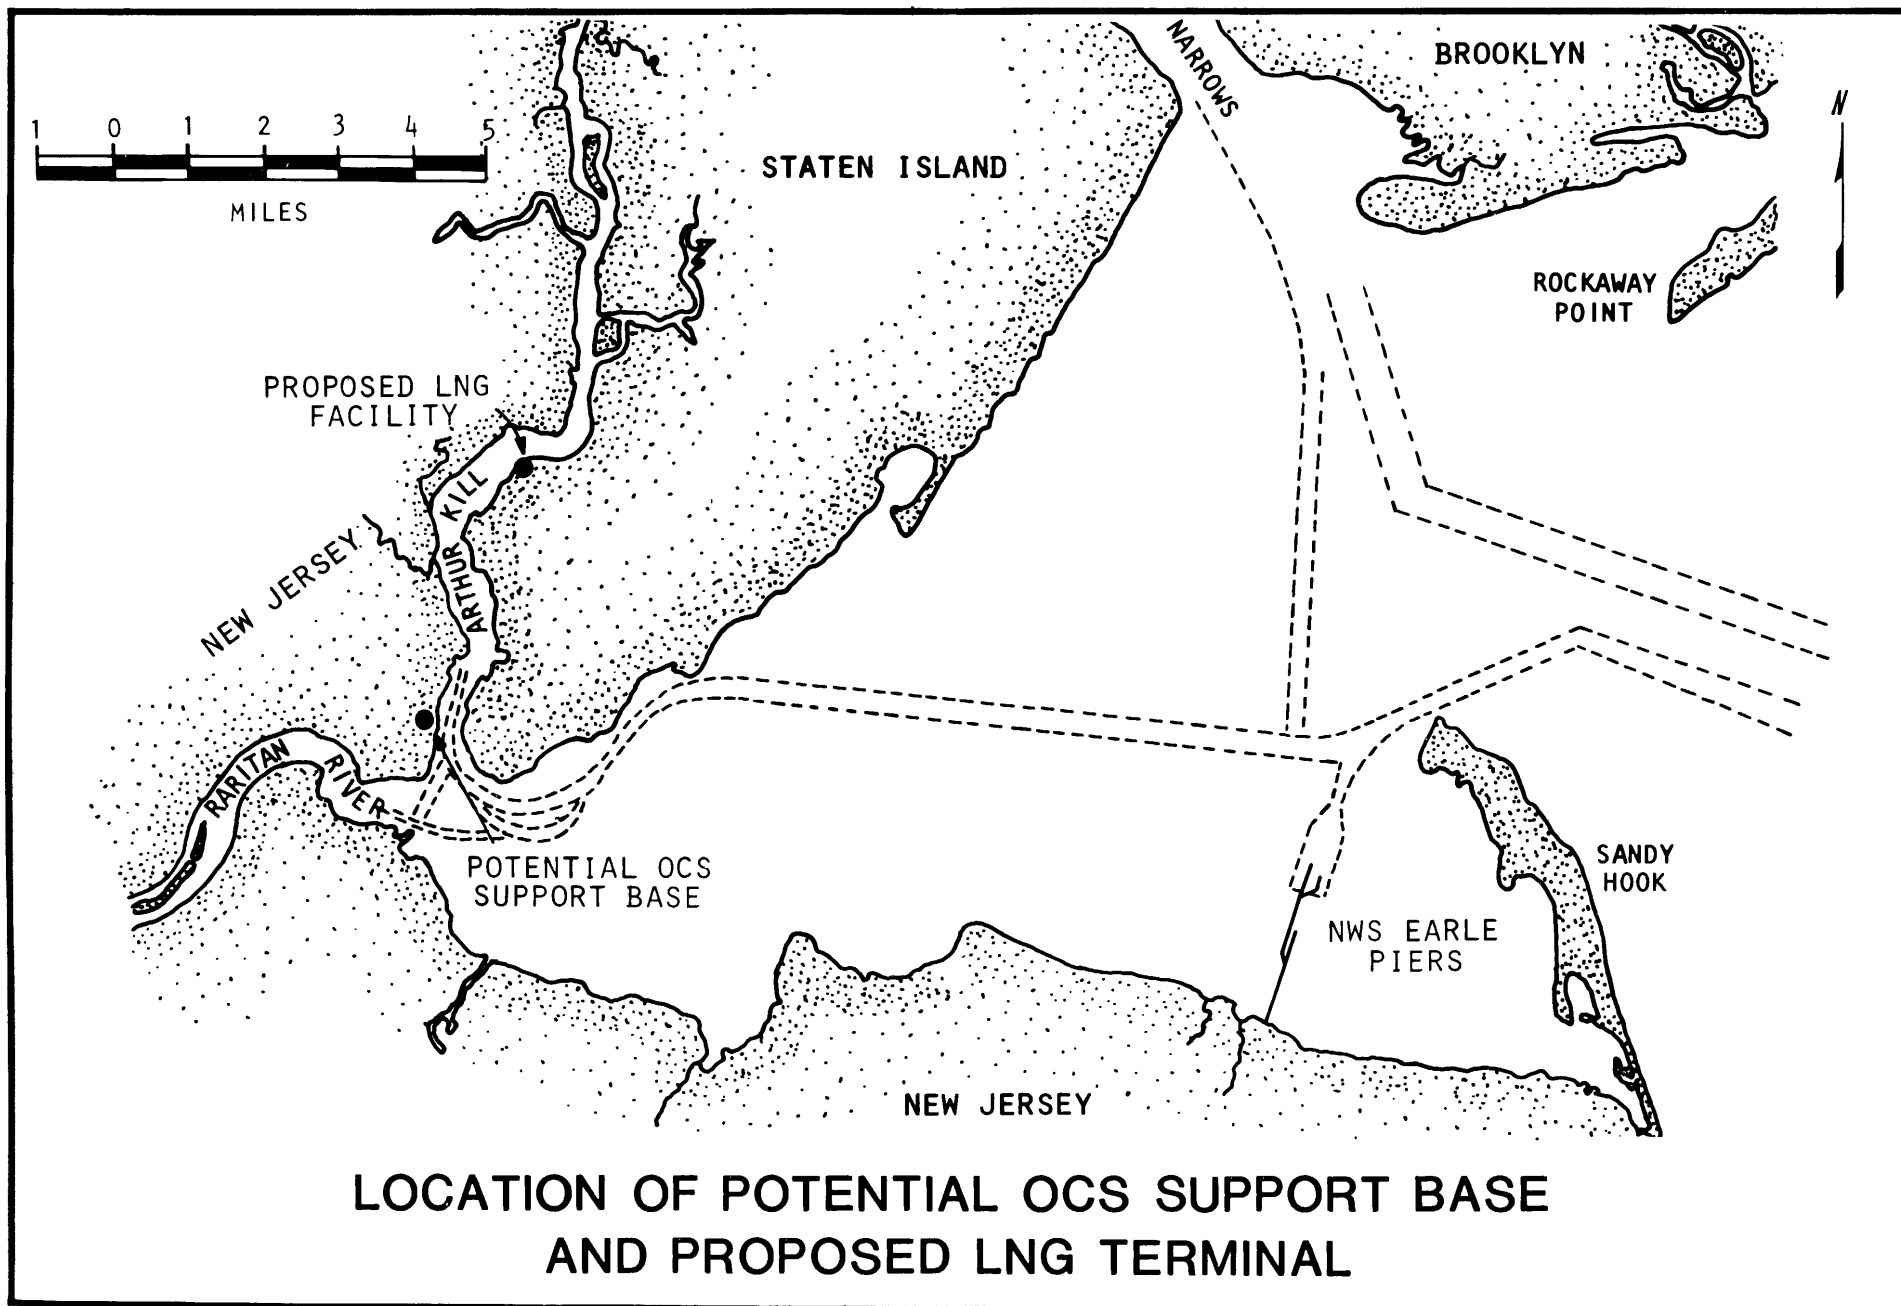 NARROWS
BROOKLYN
N
1 0 1 2 3 4 5
MILES
STATEN ISLAND
ROCKAWAY
POINT
PROPOSED LNG
FACILITY
ARTHUR KILL
NEW JERSEY
RARITAN RIVER
POTENTIAL OCS
SUPPORT BASE
SANDY
HOOK
NWS EARLE
PIERS
NEW JERSEY
LOCATION OF POTENTIAL OCS SUPPORT BASE
AND PROPOSED LNG TERMINAL